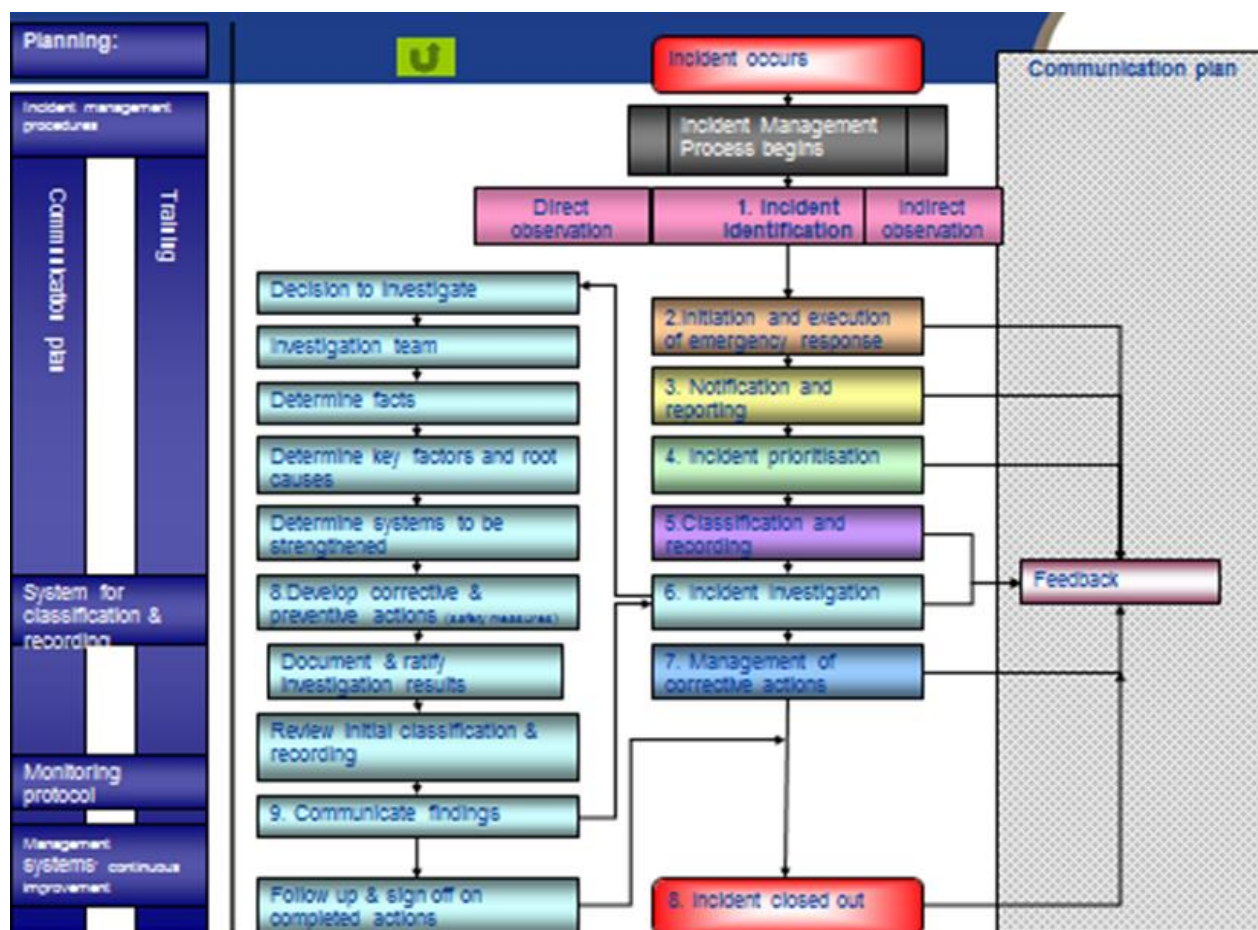 Planning:
Incident management
procedures
Communication plan
Training
System for
classification &
recording
Monitoring
protocol
Management
systems' continuous
improvement
Incident occurs
Incident Management
Process begins
Direct
observation
1. Incident
Identification
Indirect
observation
Decision to investigate
Investigation team
Determine facts
Determine key factors and root
causes
Determine systems to be
strengthened
8.Develop corrective &
preventive actions (safety measures)
Document & ratify
investigation results
Review initial classification &
recording
9. Communicate findings
Follow up & sign off on
completed actions
2.Initiation and execution
of emergency response
3. Notification and
reporting
4. Incident prioritisation
5.Classification and
recording
6. Incident investigation
7. Management of
corrective actions
8. Incident closed out
Communication plan
Feedback